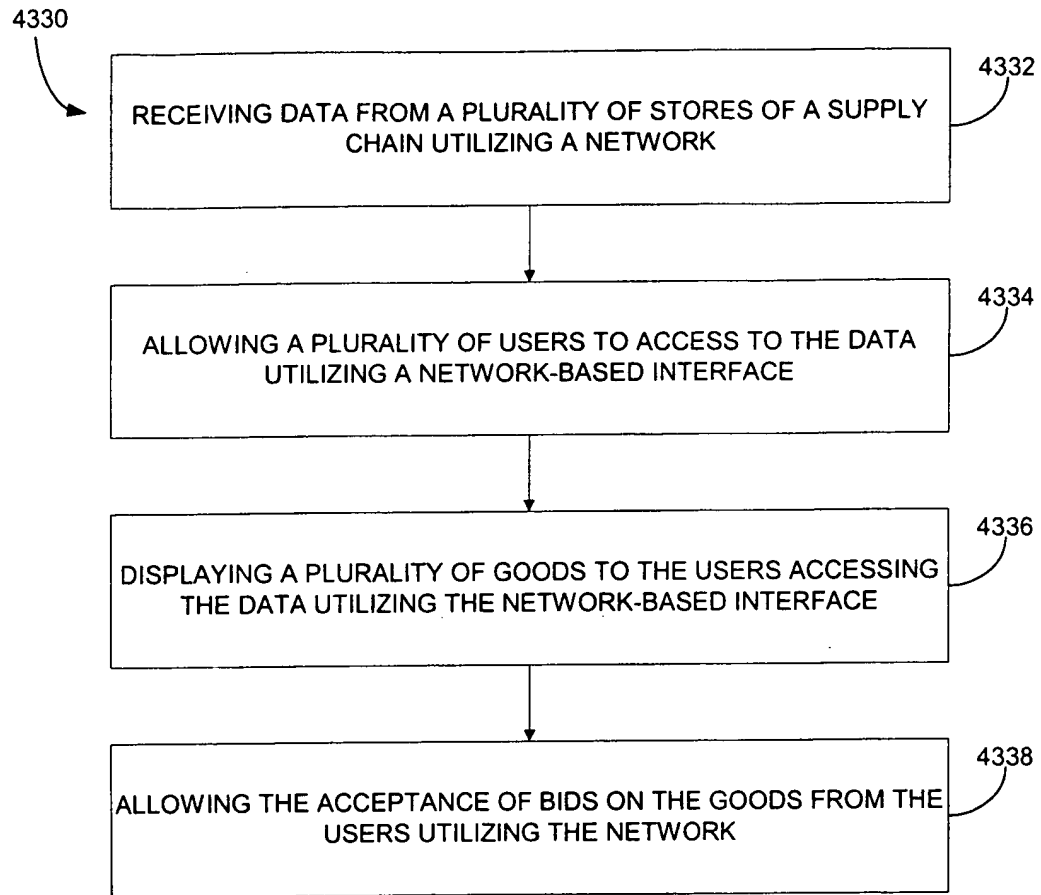 4330
4332
RECEIVING DATA FROM A PLURALITY OF STORES OF A SUPPLY
CHAIN UTILIZING A NETWORK
4334
ALLOWING A PLURALITY OF USERS TO ACCESS TO THE DATA
UTILIZING A NETWORK-BASED INTERFACE
4336
DISPLAYING A PLURALITY OF GOODS TO THE USERS ACCESSING
THE DATA UTILIZING THE NETWORK-BASED INTERFACE
4338
ALLOWING THE ACCEPTANCE OF BIDS ON THE GOODS FROM THE
USERS UTILIZING THE NETWORK